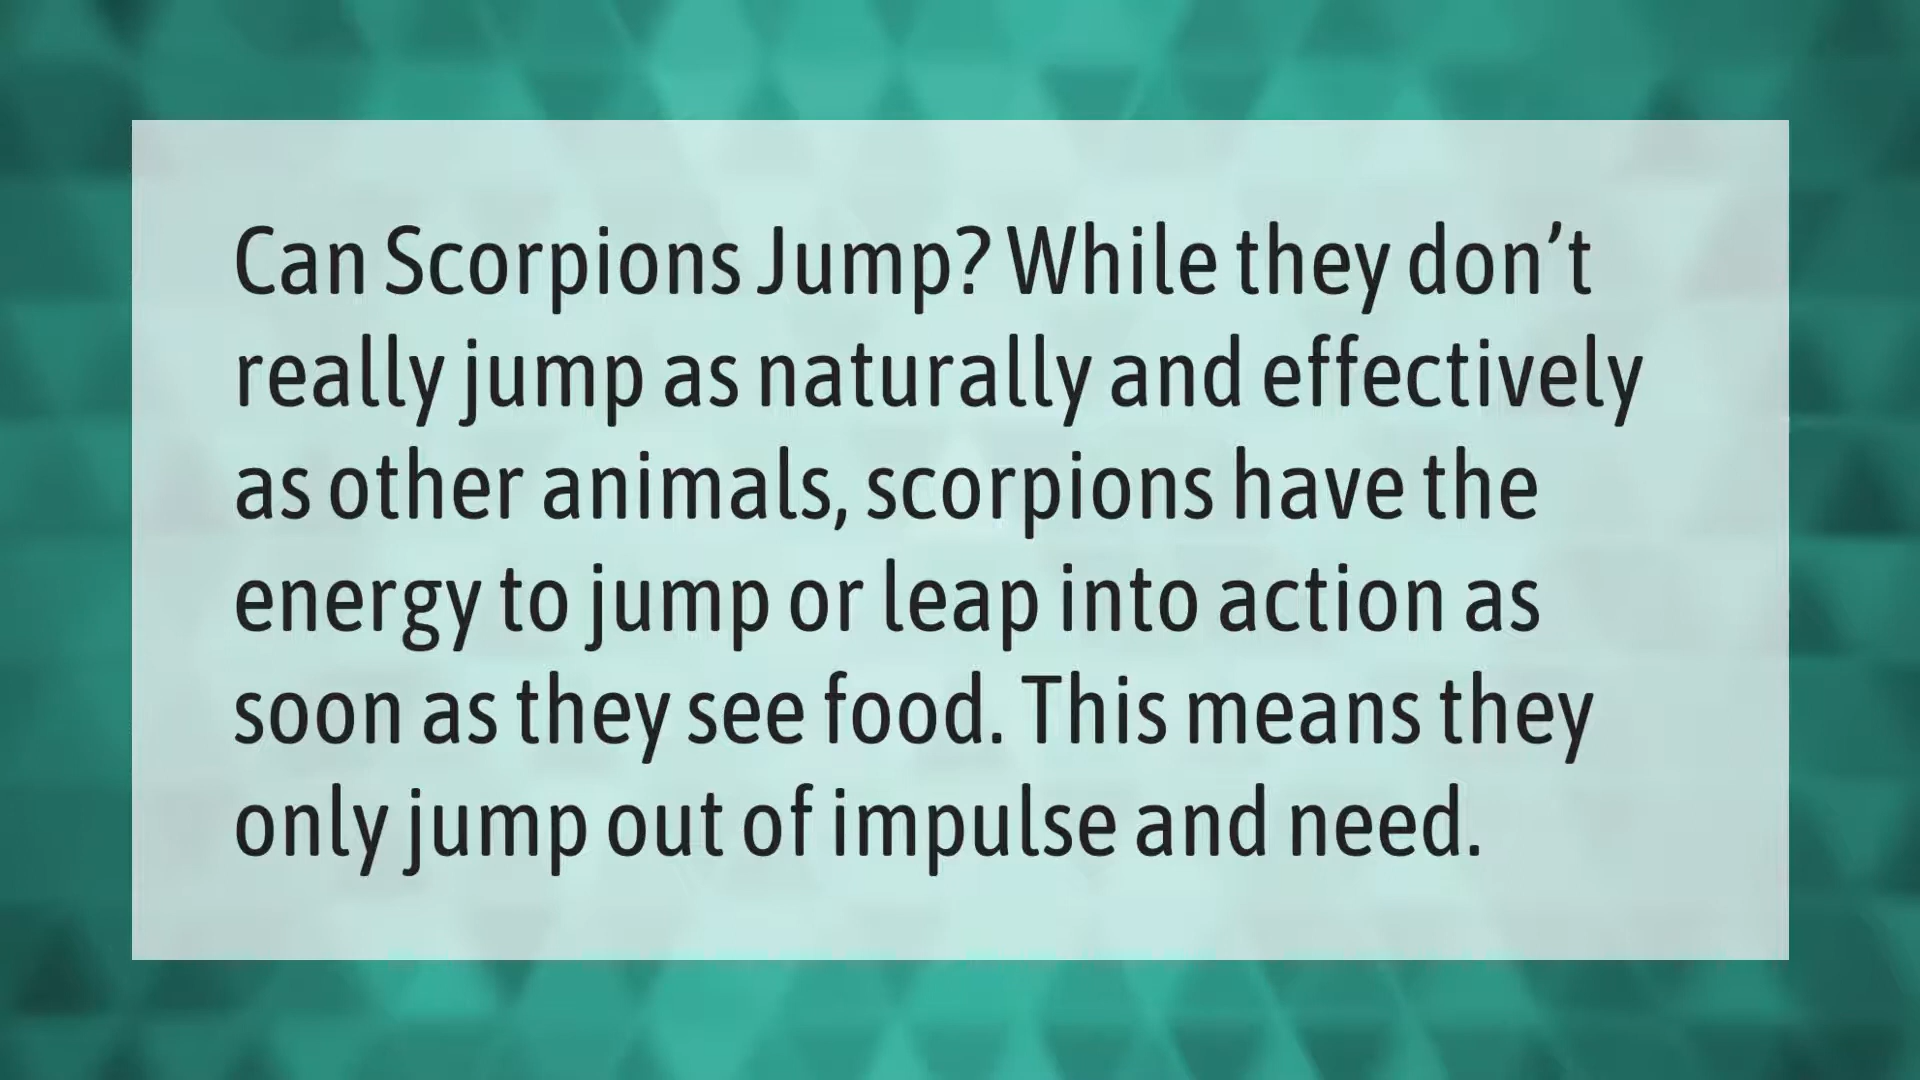 Can Scorpions Jump? While they don’t
really jump as naturally and effectively
as other animals, scorpions have the
energy to jump or leap into action as
soon as they see food. This means they
only jump out of impulse and need.